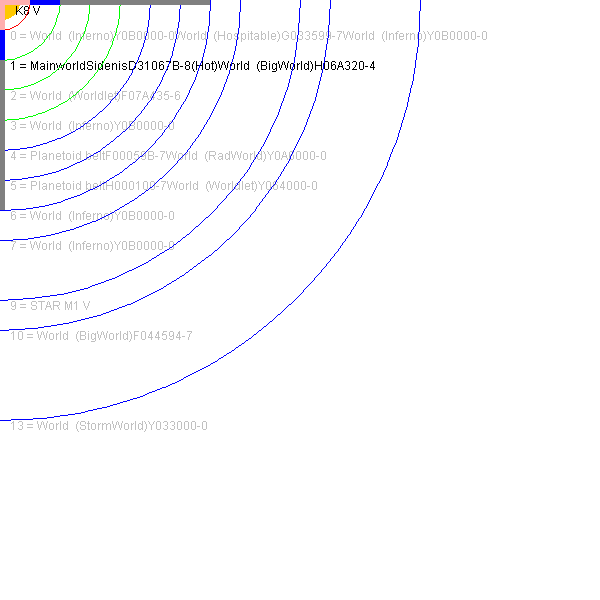 K8 V
0 = World (Inferno)Y0B0000-0World (Hospitable)G033599-7World (Inferno)Y0B0000-0
1 = MainworldSidenisD31067B-8(Hot)World (BigWorld)H06A320-4
2 = World (Worldlet)F07A435-6
3 = World (Inferno)Y0B0000-0
4 = Planetoid beltF00059B-7World (RadWorld)Y0A0000-0
5 = Planetoid beltH000100-7World (Worldlet)Y054000-0
6 = World (Inferno)Y0B0000-0
7 = World (Inferno)Y0B0000-0
9 = STAR M1 V
10 = World (BigWorld)F044594-7
13 = World (StormWorld)Y033000-0